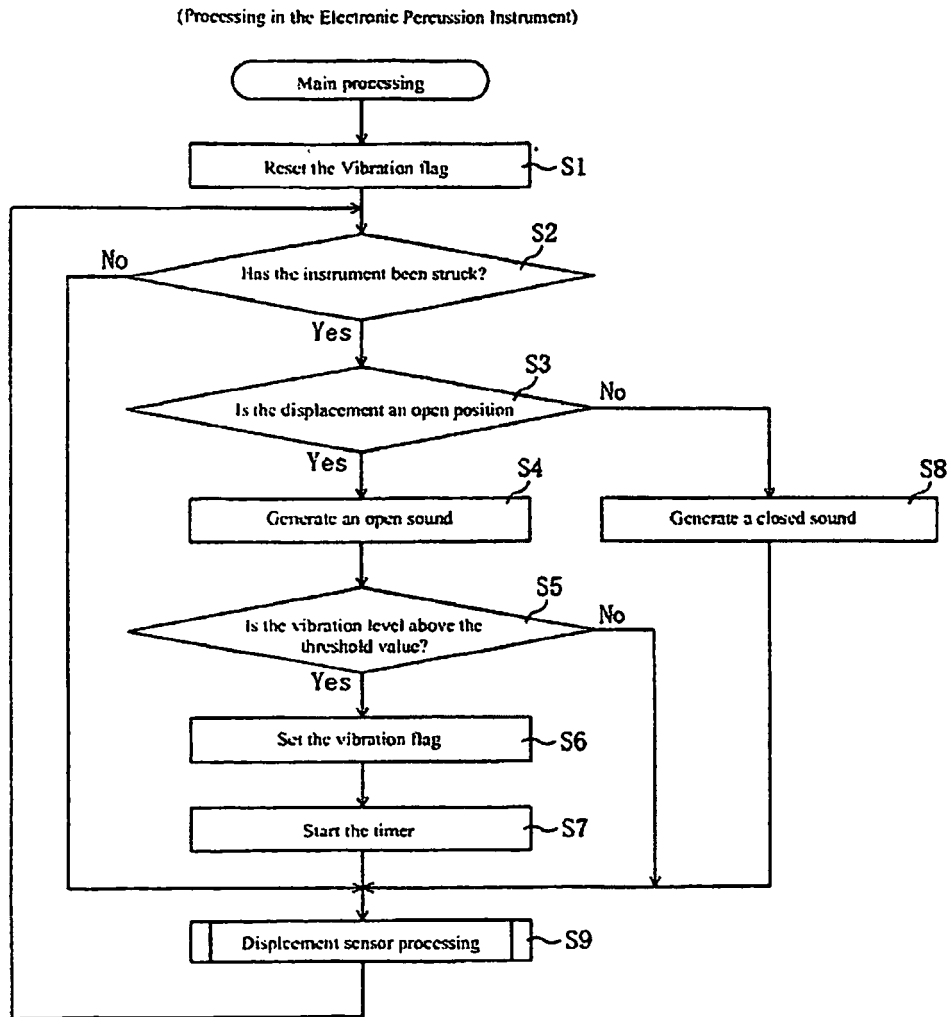 (Processing in the Electronic Percussion Instrument)
Main processing
Reset the Vibration flag
S1
S2
No
Has the instrument been struck?
Yes
S3
No
Is the displacement an open position
Yes
S4
S8
Generate an open sound
Generate a closed sound
S5
No
Is the vibration level above the
threshold value?
Yes
Set the vibration flag
S6
Start the timer
S7
Displcement sensor processing
S9